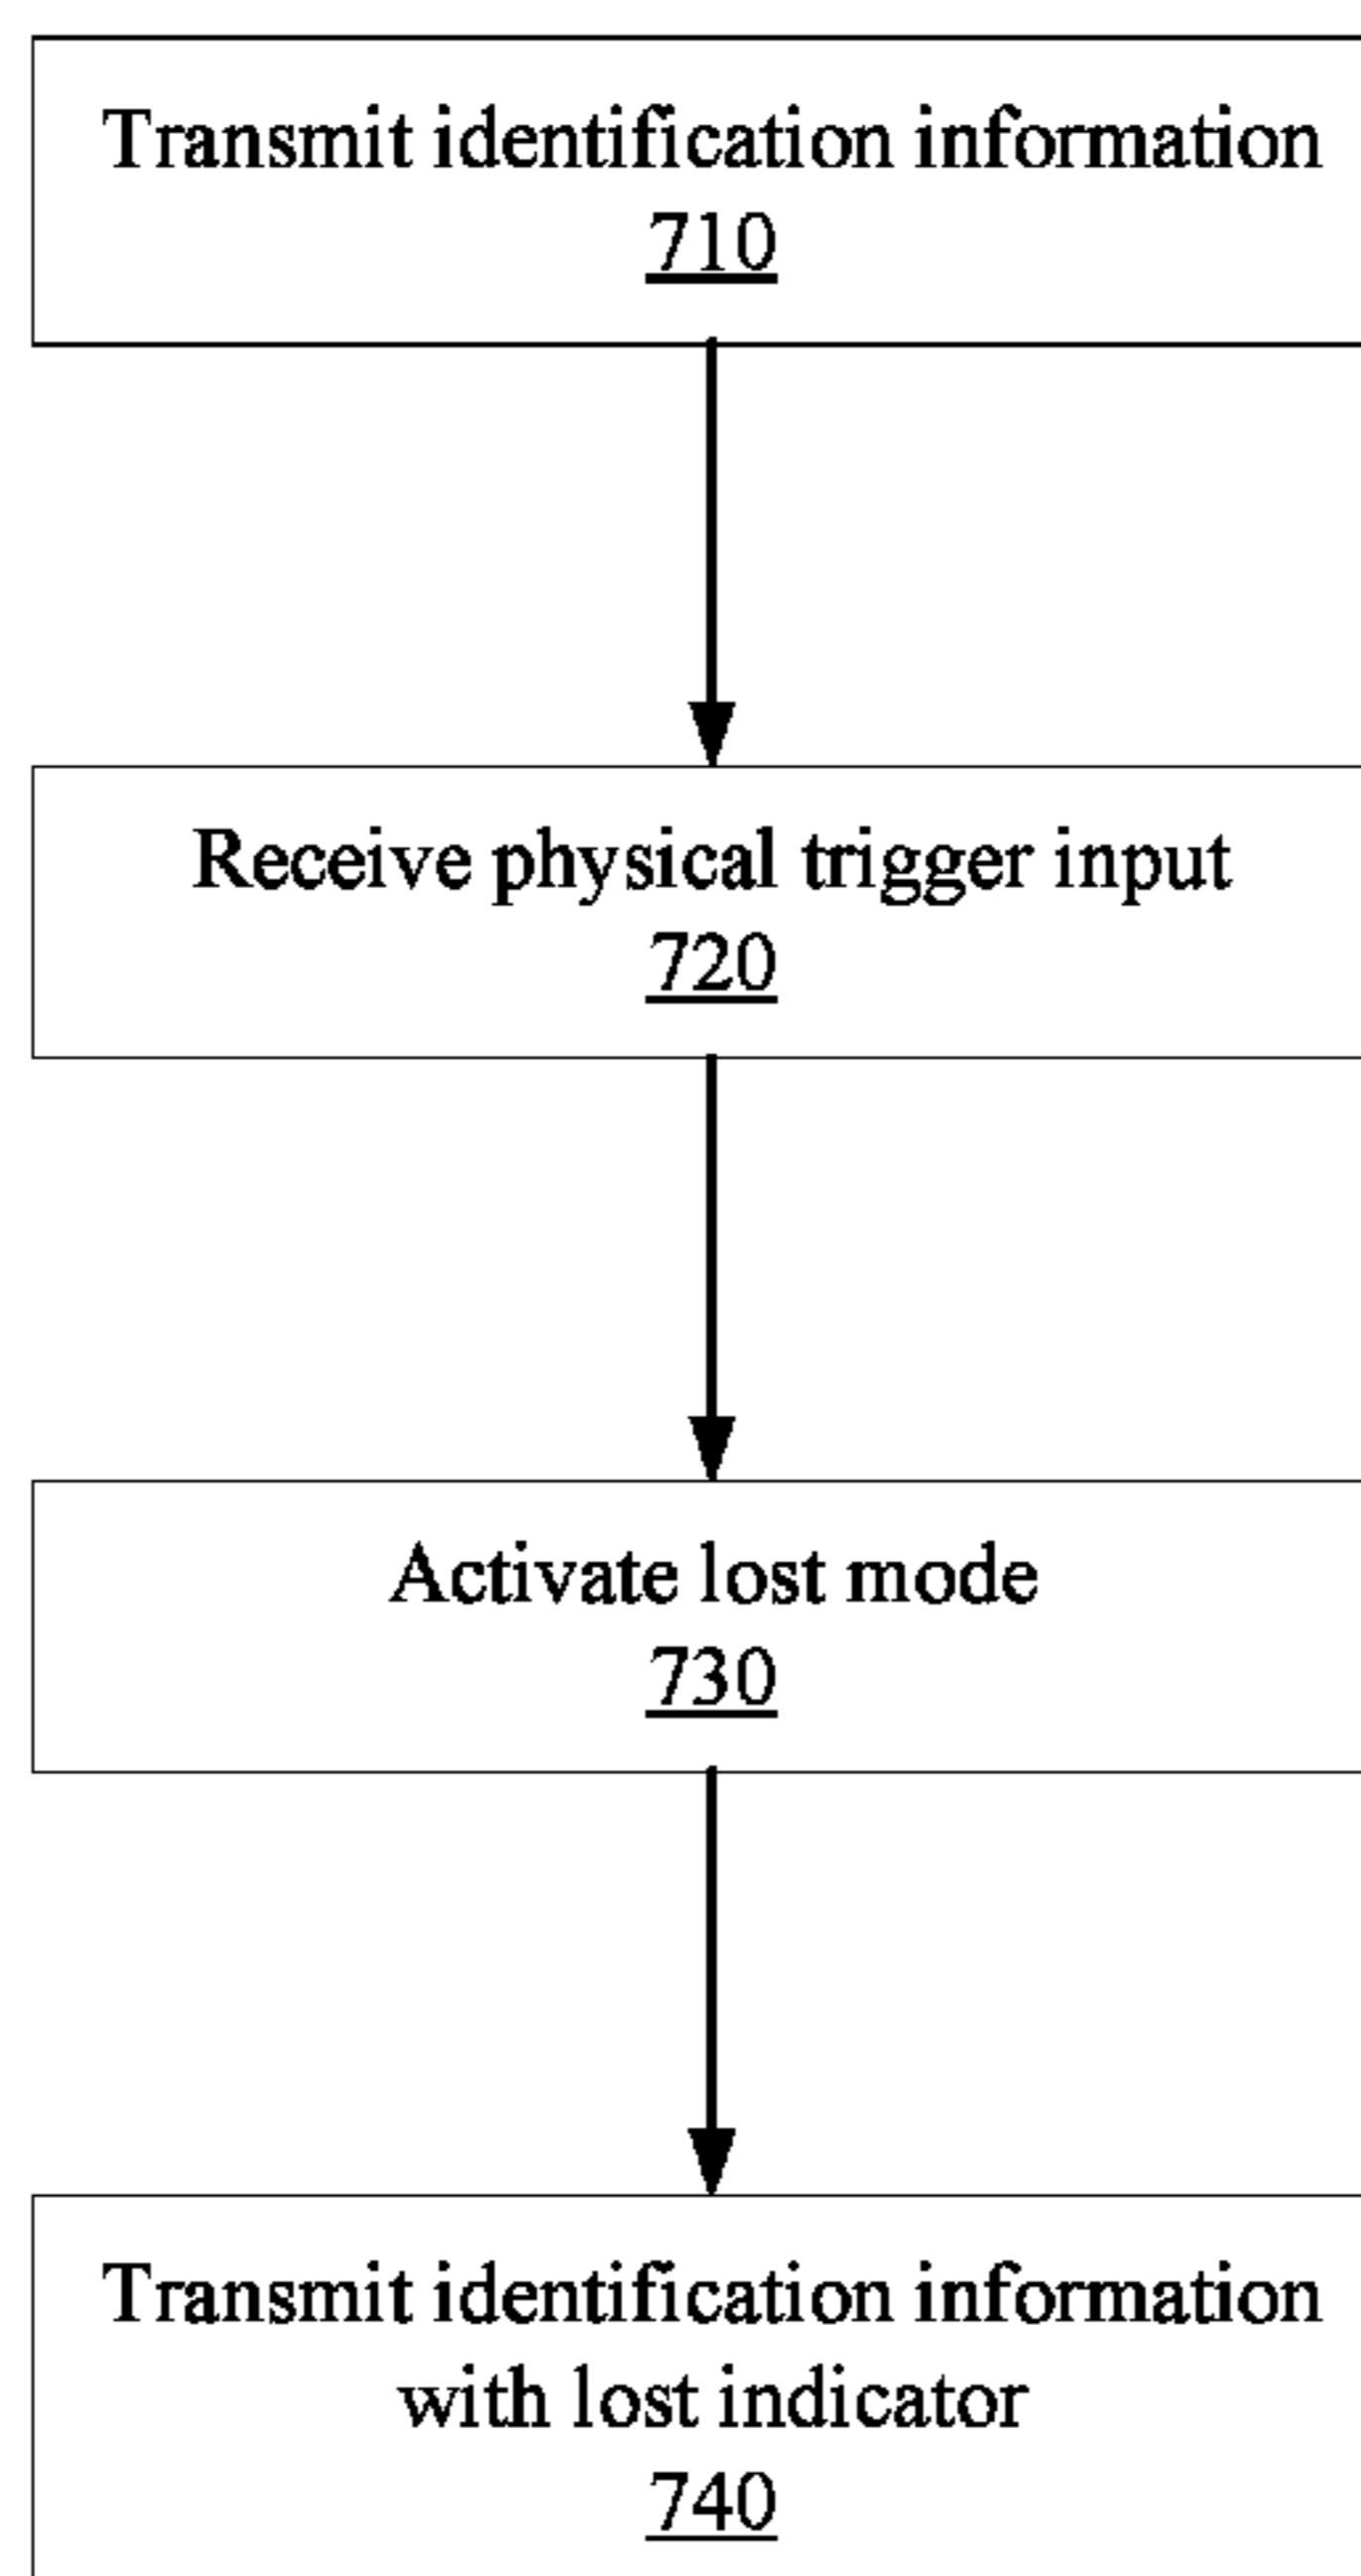 Transmit identification information
710
Receive physical trigger input
720
Activate lost mode
730
Transmit identification information
with lost indicator
740